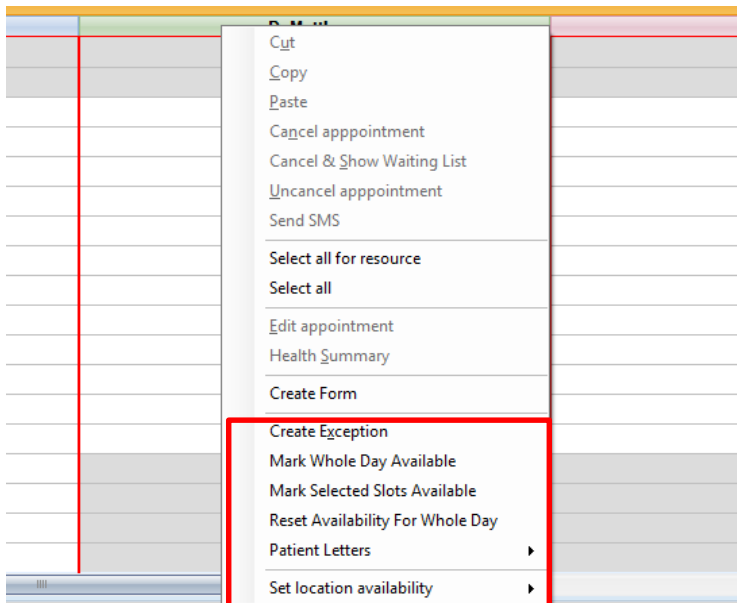 Cut
Copy
Paste
Cancel apppointment
Cancel & Show Waiting List
Uncancel apppointment
Send SMS
Select all for resource
Select all
Edit appointment
Health Summary
Create Form
Create Exception
Mark Whole Day Available
Mark Selected Slots Available
Reset Availability For Whole Day
Patient Letters
Set location availability